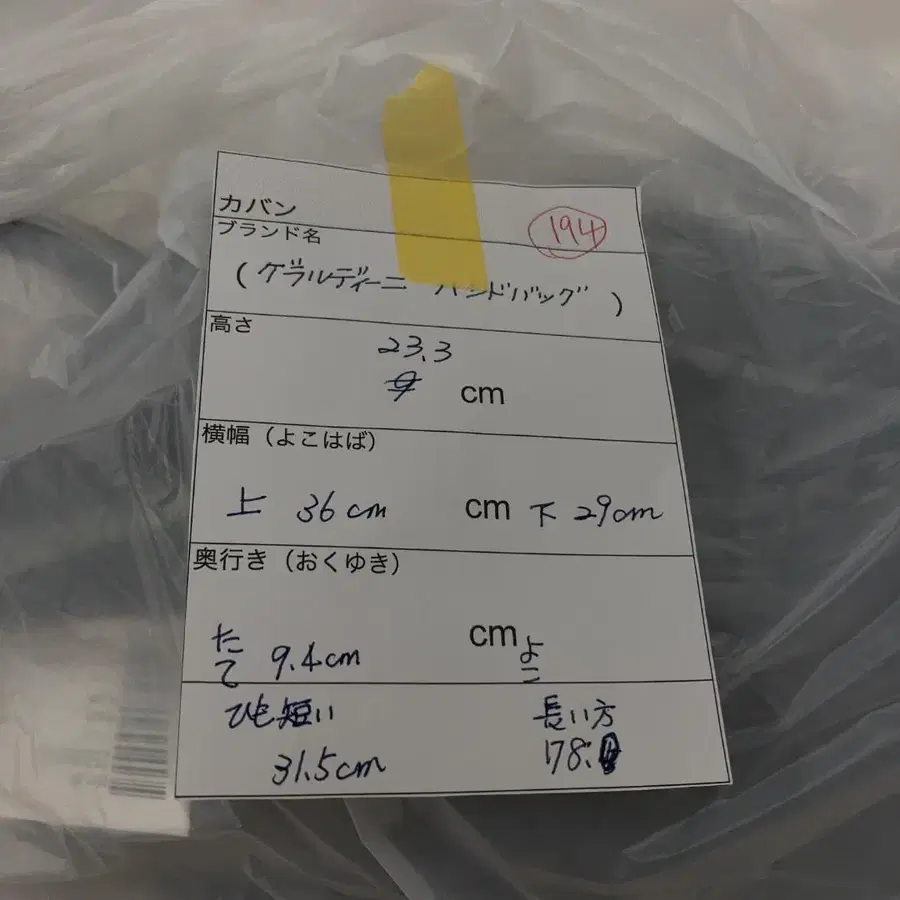 カバン
194
ブランド名
(ゲラルディーニ ハンドバッグ)
高さ
23.3
cm
横幅（よこはば）
上 36cm cm 下 29cm
奥行き（おくゆき）
たて 9.4cm cm よこ
ひも短い 長い方
31.5cm 178.